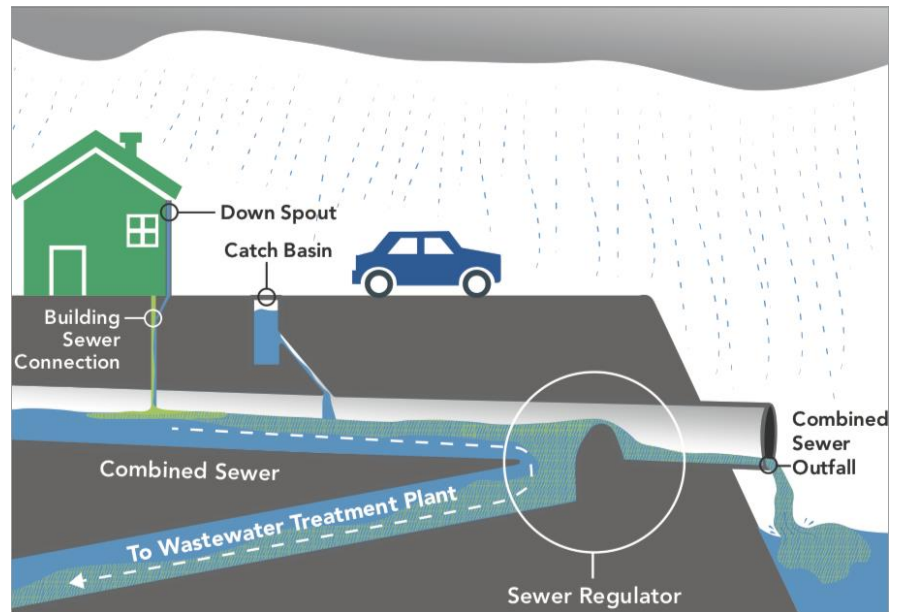 Down Spout
Catch Basin
Building
Sewer
Connection
Combined
Sewer
Outfall
Combined Sewer
To Wastewater Treatment Plant
Sewer Regulator